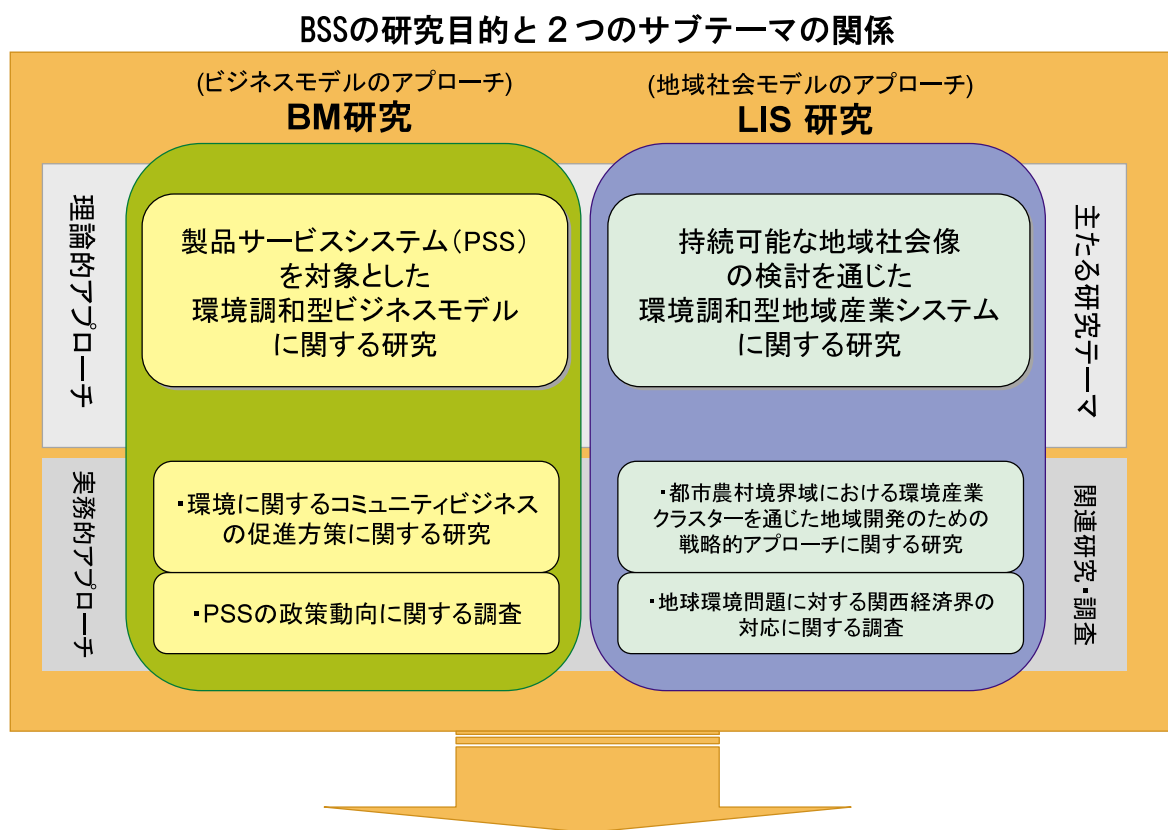 BSSの研究目的と２つのサブテーマの関係
(ビジネスモデルのアプローチ)
BM研究
(地域社会モデルのアプローチ)
LIS 研究
理論的アプローチ
製品サービスシステム（PSS）
を対象とした
環境調和型ビジネスモデル
に関する研究
持続可能な地域社会像
の検討を通じた
環境調和型地域産業システム
に関する研究
主たる研究テーマ
実務的アプローチ
・環境に関するコミュニティビジネス
の促進方策に関する研究
・PSSの政策動向に関する調査
・都市農村境界域における環境産業
クラスターを通じた地域開発のための
戦略的アプローチに関する研究
・地球環境問題に対する関西経済界の
対応に関する調査
関連研究・調査